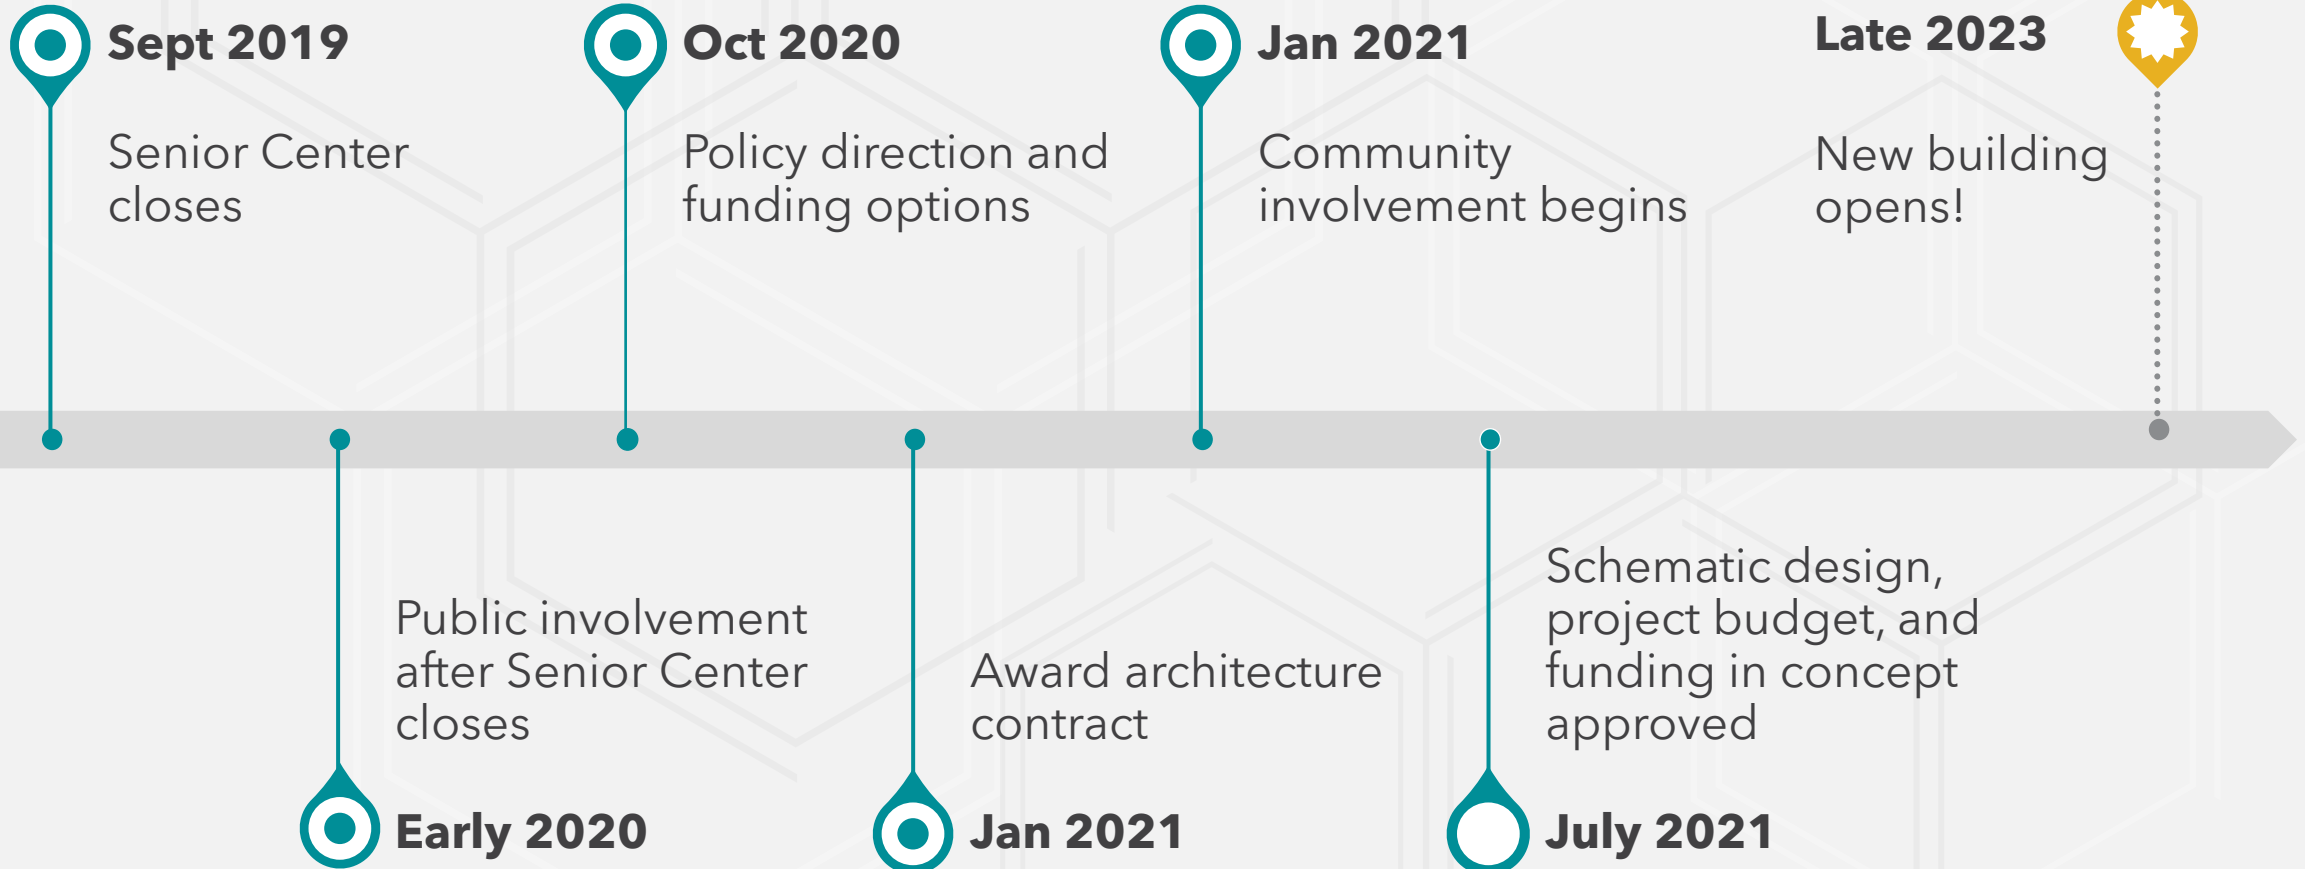 Sept 2019
Senior Center
closes
Public involvement
after Senior Center
closes
Early 2020
Oct 2020
Policy direction and
funding options
Award architecture
contract
Jan 2021
Jan 2021
Community
involvement begins
Schematic design,
project budget, and
funding in concept
approved
July 2021
Late 2023
New building
opens!